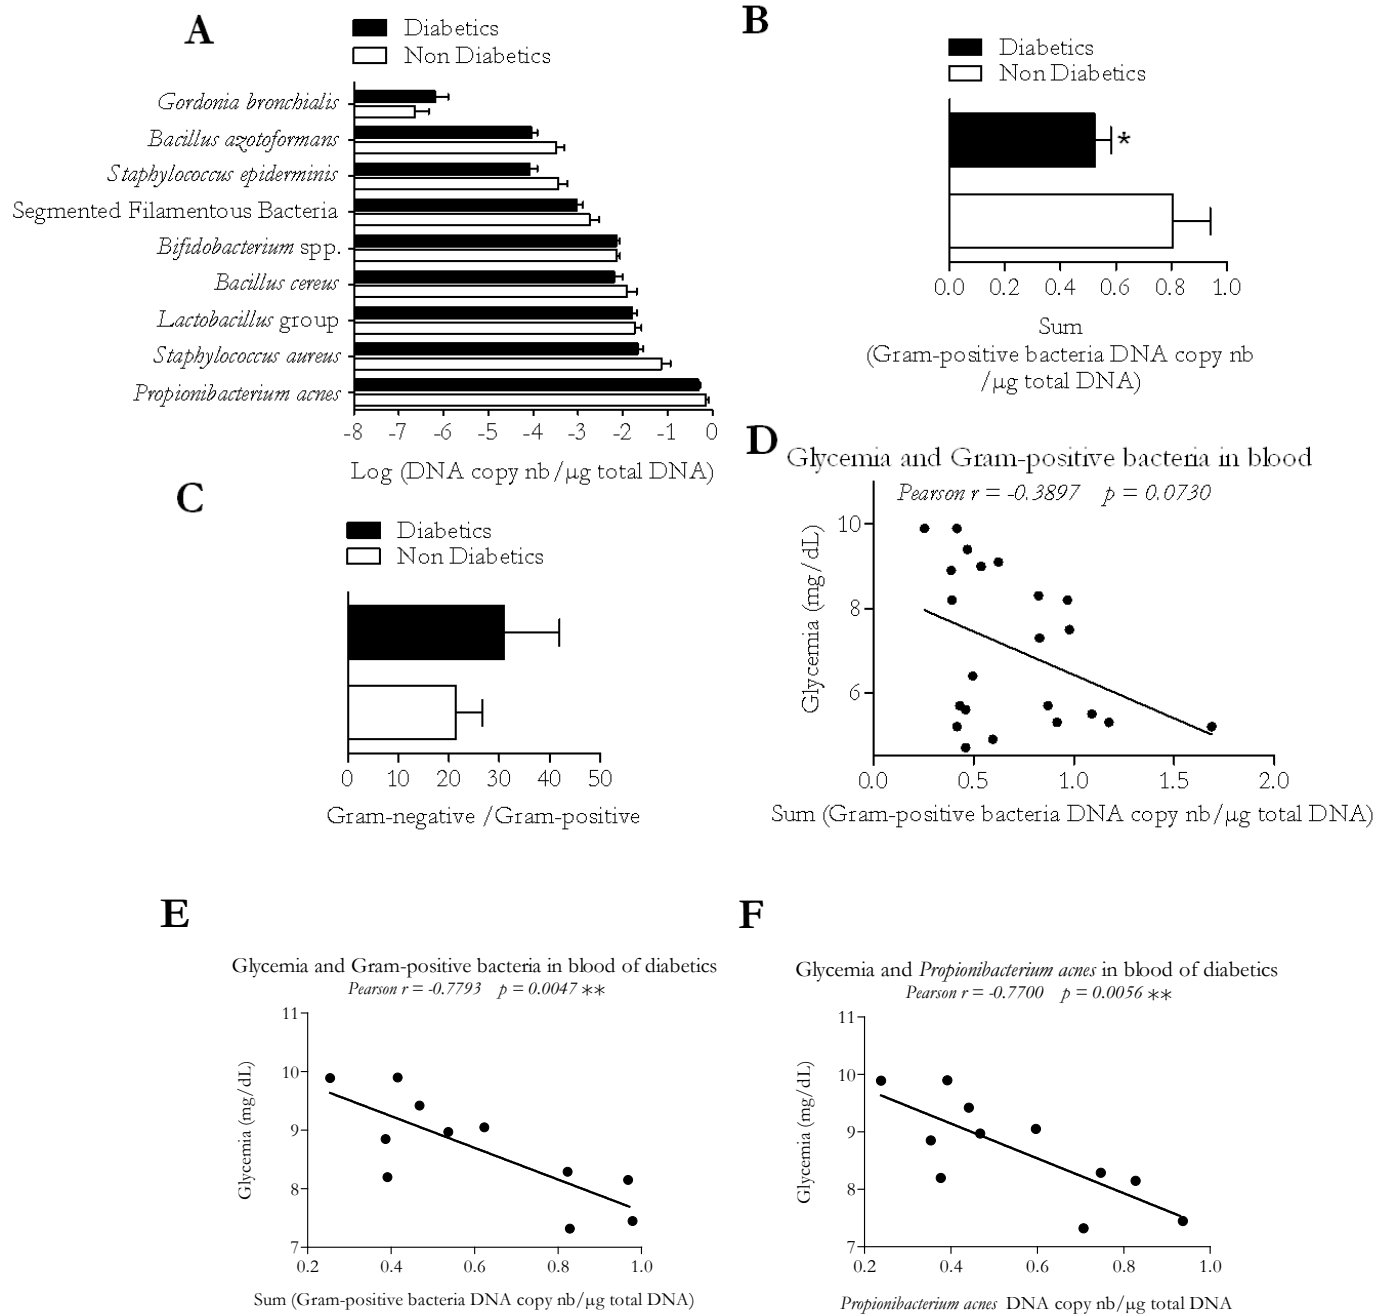 A
Diabetics
Non Diabetics
Gordonia bronchialis
Bacillus azotoformans
Staphylococcus epiderminis
Segmented Filamentous Bacteria
Bifidobacterium spp.
Bacillus cereus
Lactobacillus group
Staphylococcus aureus
Propionibacterium acnes
-8 -7 -6 -5 -4 -3 -2 -1 0
Log (DNA copy nb/µg total DNA)
B
Diabetics
Non Diabetics
*
0.0 0.2 0.4 0.6 0.8 1.0
Sum
(Gram-positive bacteria DNA copy nb
/µg total DNA)
C
Diabetics
Non Diabetics
0 10 20 30 40 50
Gram-negative /Gram-positive
D
Glycemia and Gram-positive bacteria in blood
Pearson r = -0.3897 p = 0.0730
Glycemia (mg/dL)
10
8
6
0.0 0.5 1.0 1.5 2.0
Sum (Gram-positive bacteria DNA copy nb/µg total DNA)
E
Glycemia and Gram-positive bacteria in blood of diabetics
Pearson r = -0.7793 p = 0.0047 **
Glycemia (mg/dL)
11
10
9
8
7
0.2 0.4 0.6 0.8 1.0
Sum (Gram-positive bacteria DNA copy nb/µg total DNA)
F
Glycemia and Propionibacterium acnes in blood of diabetics
Pearson r = -0.7700 p = 0.0056 **
Glycemia (mg/dL)
11
10
9
8
7
0.2 0.4 0.6 0.8 1.0
Propionibacterium acnes DNA copy nb/µg total DNA